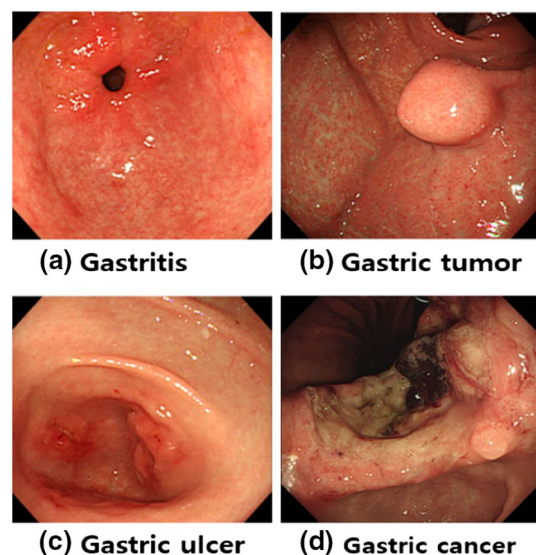 (a) Gastritis
(b) Gastric tumor
(c) Gastric ulcer
(d) Gastric cancer